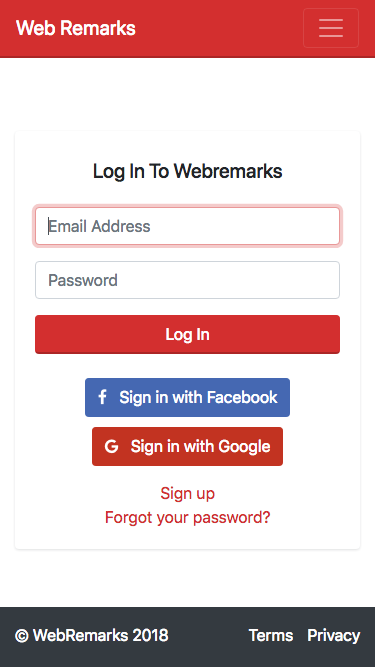 Web Remarks
Log In To Webremarks
Email Address
Password
Log In
Sign in with Facebook
Sign in with Google
Sign up
Forgot your password?
© WebRemarks 2018 Terms Privacy